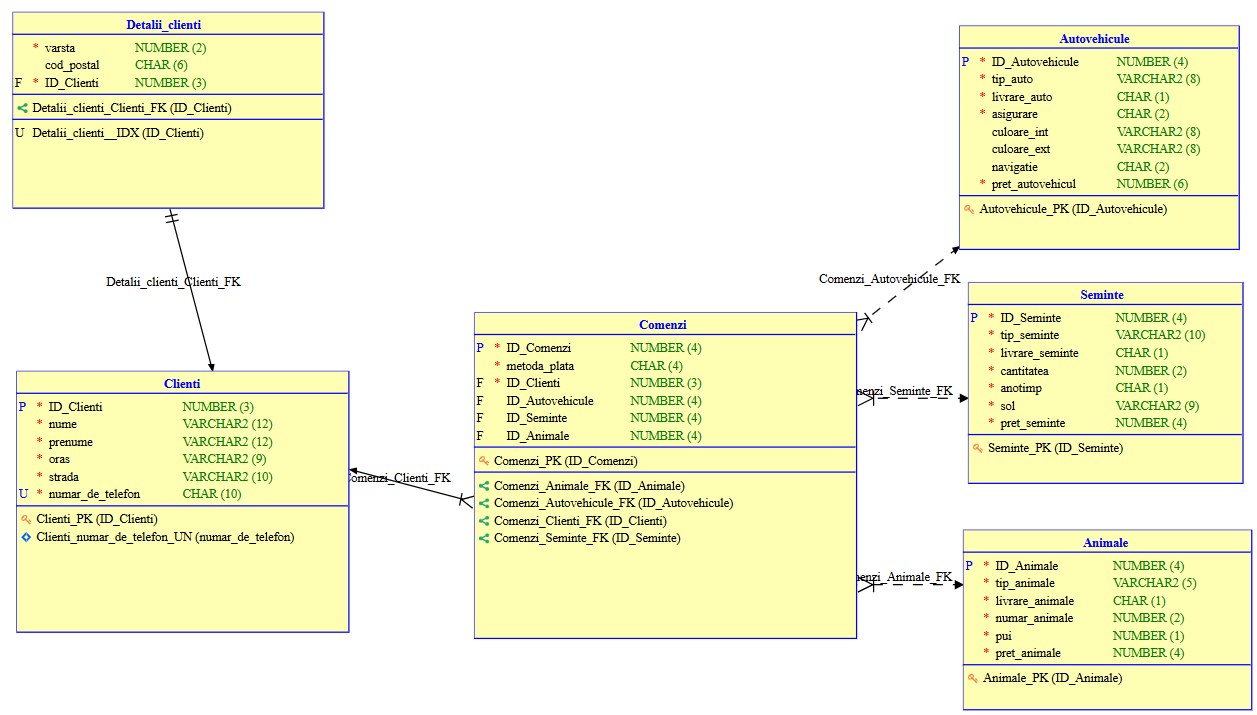 Detalii_clienti
* varsta NUMBER (2)
cod_postal CHAR (6)
F * ID_Clienti NUMBER (3)
Detalii_clienti_Clienti_FK (ID_Clienti)
U Detalii_clienti__IDX (ID_Clienti)
Detalii_clienti_Clienti_FK
Clienti
P * ID_Clienti NUMBER (3)
* nume VARCHAR2 (12)
* prenume VARCHAR2 (12)
* oras VARCHAR2 (9)
* strada VARCHAR2 (10)
U * numar_de_telefon CHAR (10)
Clienti_PK (ID_Clienti)
Clienti_numar_de_telefon_UN (numar_de_telefon)
omenzi_Clienti_FK
Comenzi
P * ID_Comenzi NUMBER (4)
* metoda_plata CHAR (4)
F * ID_Clienti NUMBER (3)
F ID_Autovehicule NUMBER (4)
F ID_Seminte NUMBER (4)
F ID_Animale NUMBER (4)
Comenzi_PK (ID_Comenzi)
Comenzi_Animale_FK (ID_Animale)
Comenzi_Autovehicule_FK (ID_Autovehicule)
Comenzi_Clienti_FK (ID_Clienti)
Comenzi_Seminte_FK (ID_Seminte)
Comenzi_Autovehicule_FK
enzi_Seminte_FK
enzi_Animale_FK
Autovehicule
P * ID_Autovehicule NUMBER (4)
* tip_auto VARCHAR2 (8)
* livrare_auto CHAR (1)
* asigurare CHAR (2)
culoare_int VARCHAR2 (8)
culoare_ext VARCHAR2 (8)
navigatie CHAR (2)
* pret_autovehicul NUMBER (6)
Autovehicule_PK (ID_Autovehicule)
Seminte
P * ID_Seminte NUMBER (4)
* tip_seminte VARCHAR2 (10)
* livrare_seminte CHAR (1)
* cantitatea NUMBER (2)
* anotimp CHAR (1)
* sol VARCHAR2 (9)
* pret_seminte NUMBER (4)
Seminte_PK (ID_Seminte)
Animale
P * ID_Animale NUMBER (4)
* tip_animale VARCHAR2 (5)
* livrare_animale CHAR (1)
* numar_animale NUMBER (2)
* pui NUMBER (1)
* pret_animale NUMBER (4)
Animale_PK (ID_Animale)